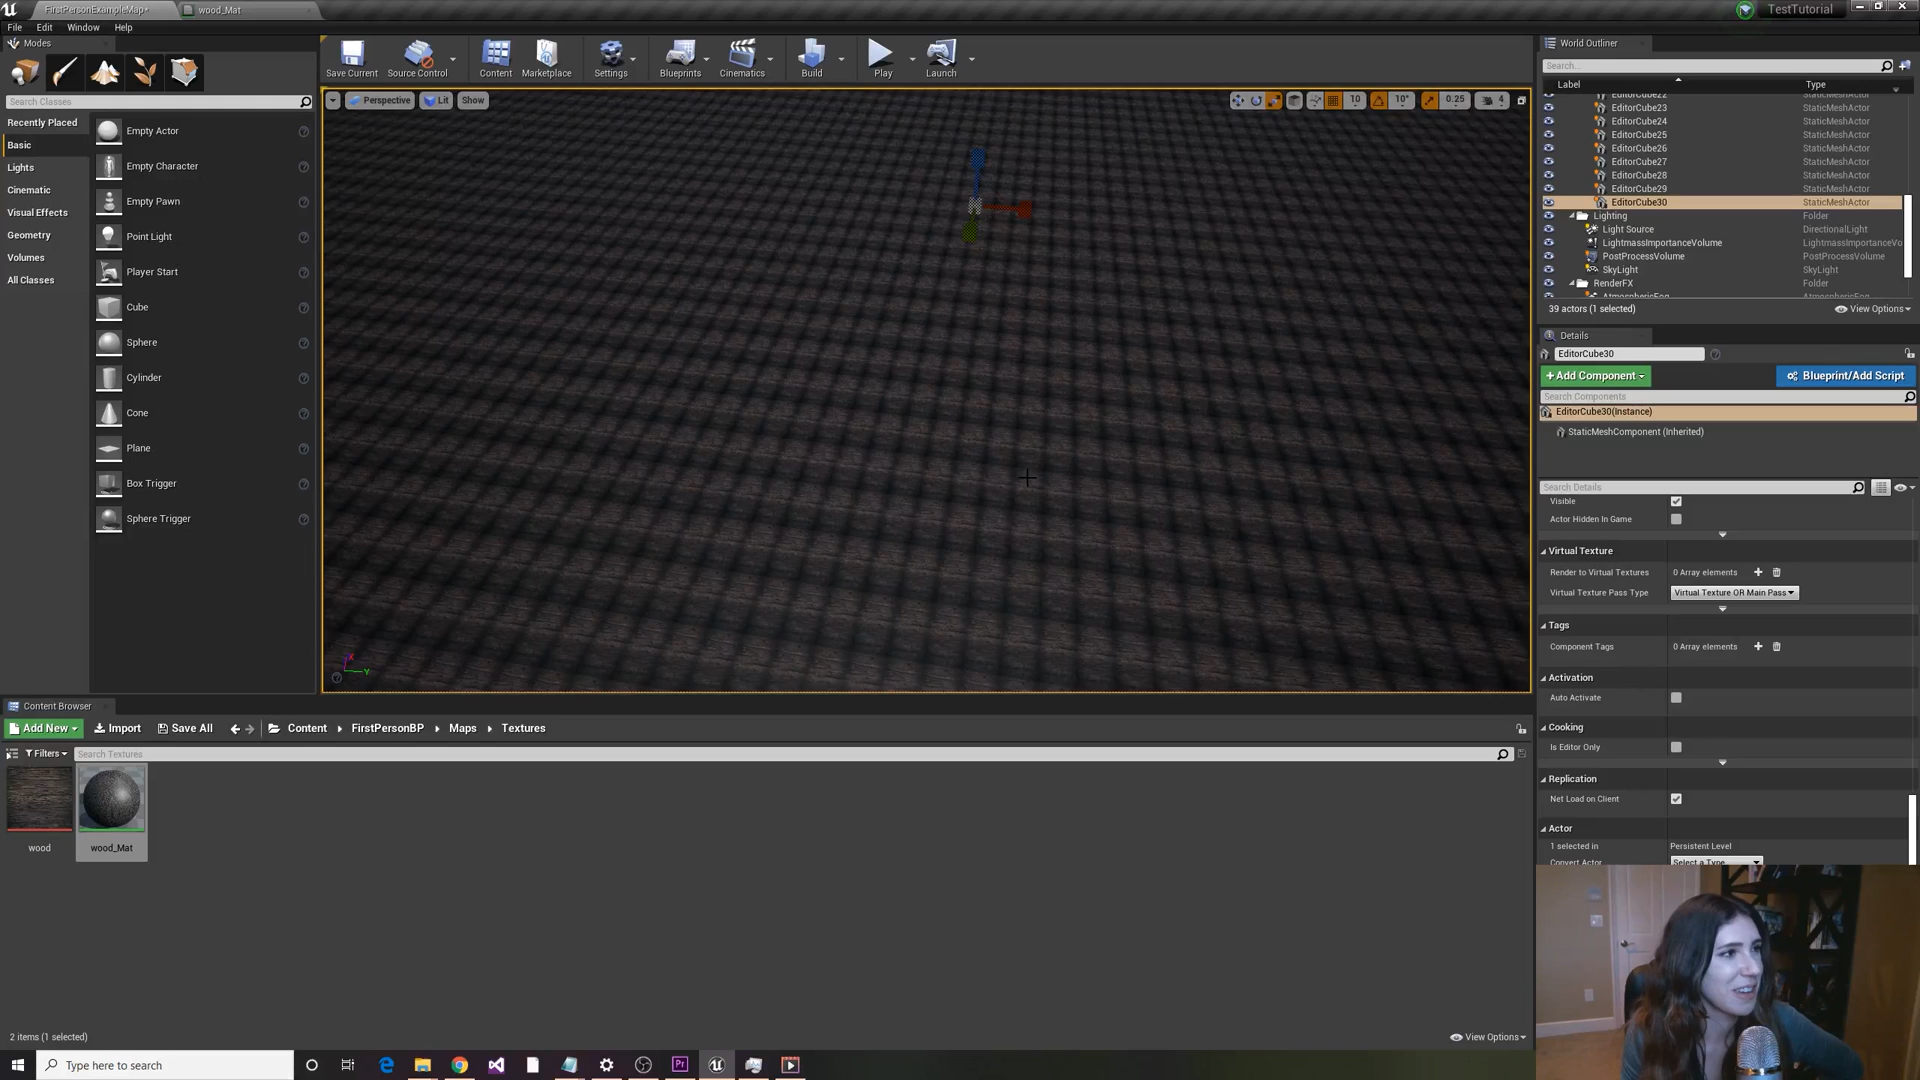 FirstPersonExampleMap*
wood_Mat
TestTutorial
File Edit Window Help
Modes
Search Classes
Recently Placed
Basic
Lights
Cinematic
Visual Effects
Geometry
Volumes
All Classes
Empty Actor
Empty Character
Empty Pawn
Point Light
Player Start
Cube
Sphere
Cylinder
Cone
Plane
Box Trigger
Sphere Trigger
Save Current
Source Control
Content
Marketplace
Settings
Blueprints
Cinematics
Build
Play
Launch
Perspective Lit Show
10 10° 0.25 4
X
Y
World Outliner
Search...
Label Type
EditorCube22 StaticMeshActor
EditorCube23 StaticMeshActor
EditorCube24 StaticMeshActor
EditorCube25 StaticMeshActor
EditorCube26 StaticMeshActor
EditorCube27 StaticMeshActor
EditorCube28 StaticMeshActor
EditorCube29 StaticMeshActor
EditorCube30 StaticMeshActor
Lighting Folder
Light Source DirectionalLight
LightmassImportanceVolume LightmassImportanceVo
PostProcessVolume PostProcessVolume
SkyLight SkyLight
RenderFX Folder
AtmosphericFog
39 actors (1 selected) View Options
Details
EditorCube30
+Add Component
Blueprint/Add Script
Search Components
EditorCube30(Instance)
StaticMeshComponent (Inherited)
Search Details
Visible
Actor Hidden In Game
Virtual Texture
Render to Virtual Textures 0 Array elements
Virtual Texture Pass Type Virtual Texture OR Main Pass
Tags
Component Tags 0 Array elements
Activation
Auto Activate
Cooking
Is Editor Only
Replication
Net Load on Client
Actor
1 selected in Persistent Level
Convert Actor Select a Type
Content Browser
Add New Import Save All Content FirstPersonBP Maps Textures
Filters Search Textures
wood
wood_Mat
2 items (1 selected)
View Options
Type here to search
Pr